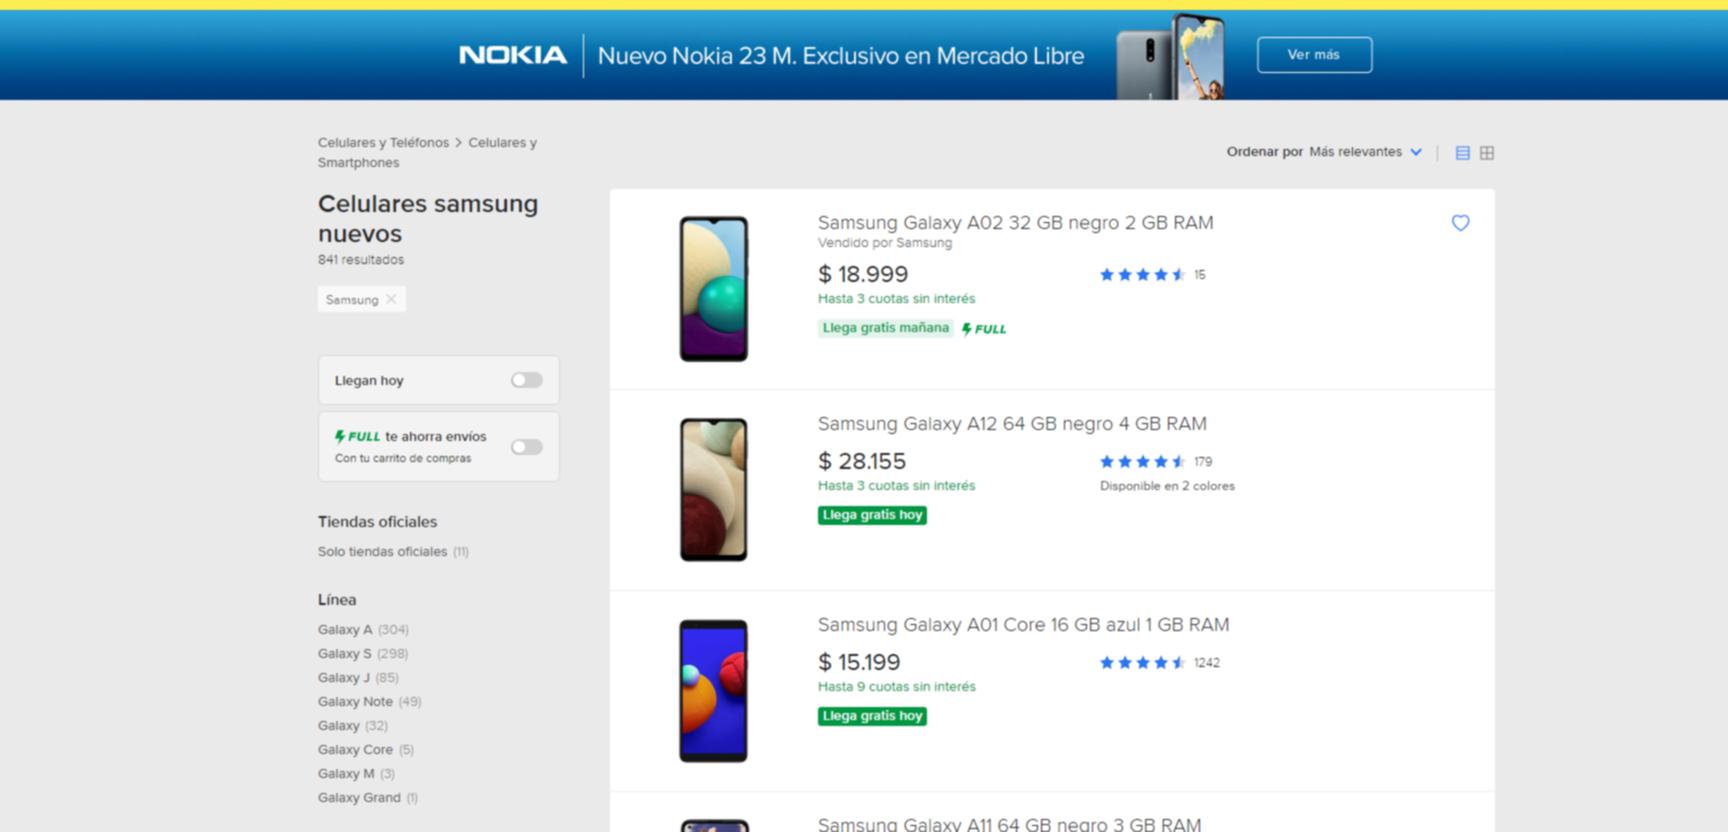 NOKIA
Nuevo Nokia 23 M. Exclusivo en Mercado Libre
Ver más
Celulares y Teléfonos > Celulares y
Smartphones
Celulares samsung
nuevos
841 resultados
Samsung
Llegan hoy
FULL te ahorra envíos
Con tu carrito de compras
Tiendas oficiales
Solo tiendas oficiales (11)
Línea
Galaxy A (304)
Galaxy S (298)
Galaxy J (85)
Galaxy Note (49)
Galaxy (32)
Galaxy Core (5)
Galaxy M (3)
Galaxy Grand (1)
Ordenar por Más relevantes
Samsung Galaxy A02 32 GB negro 2 GB RAM
Vendido por Samsung
$ 18.999
15
Hasta 3 cuotas sin interés
Llega gratis mañana FULL
Samsung Galaxy A12 64 GB negro 4 GB RAM
$ 28.155
179
Hasta 3 cuotas sin interés
Disponible en 2 colores
Llega gratis hoy
Samsung Galaxy A01 Core 16 GB azul 1 GB RAM
$ 15.199
1242
Hasta 9 cuotas sin interés
Llega gratis hoy
Samsung Galaxy A11 64 GB negro 3 GB RAM